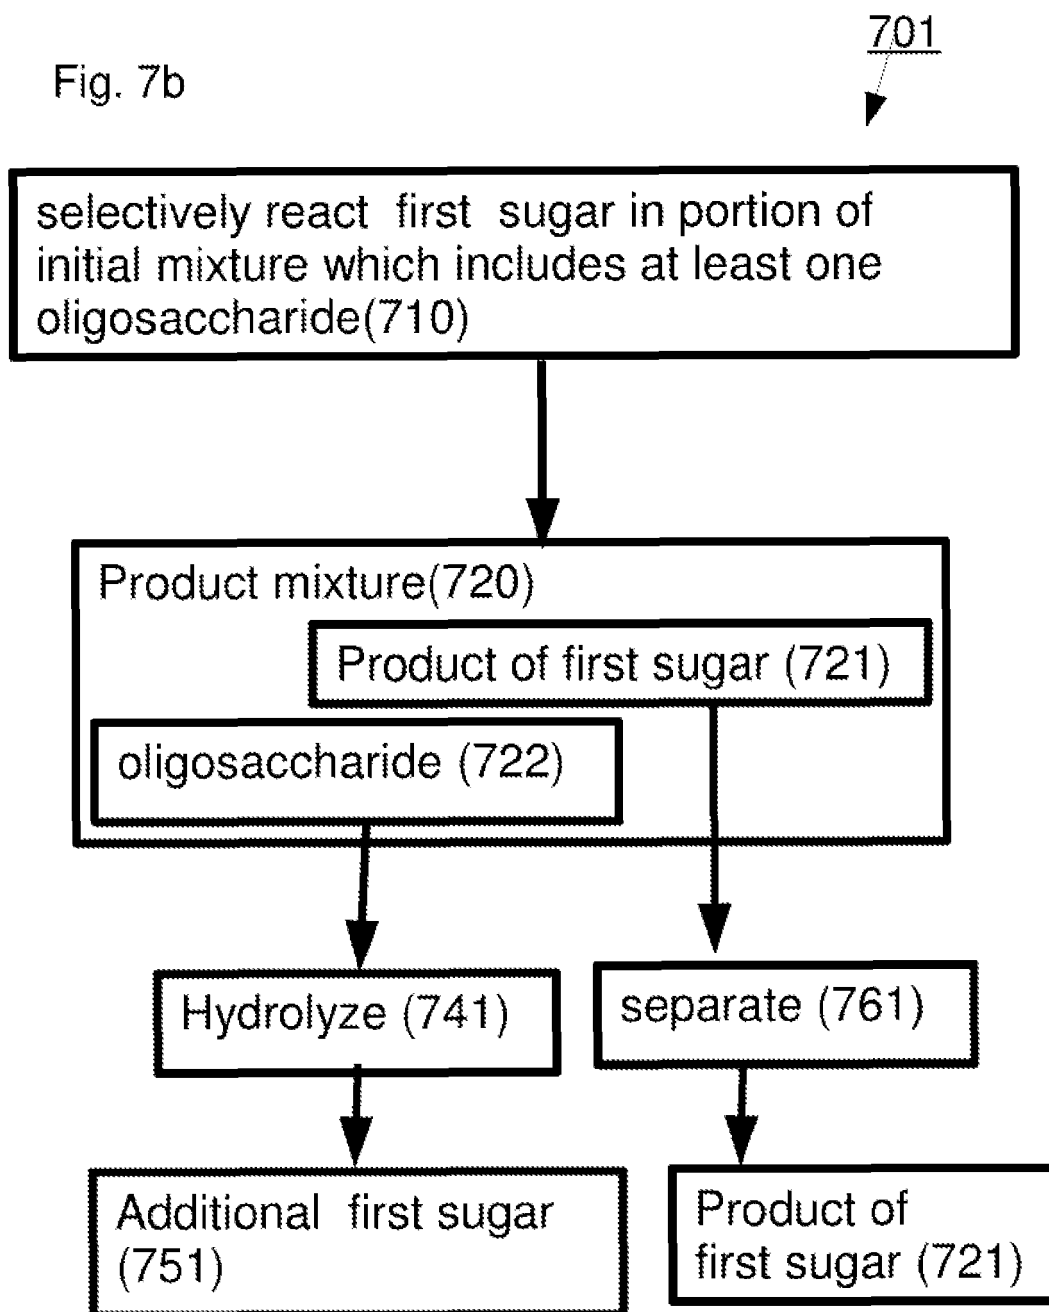 701
Fig. 7b
selectively react first sugar in portion of
initial mixture which includes at least one
oligosaccharide(710)
Product mixture(720)
Product of first sugar (721)
oligosaccharide (722)
Hydrolyze (741)
separate (761)
Additional first sugar
(751)
Product of
first sugar (721)